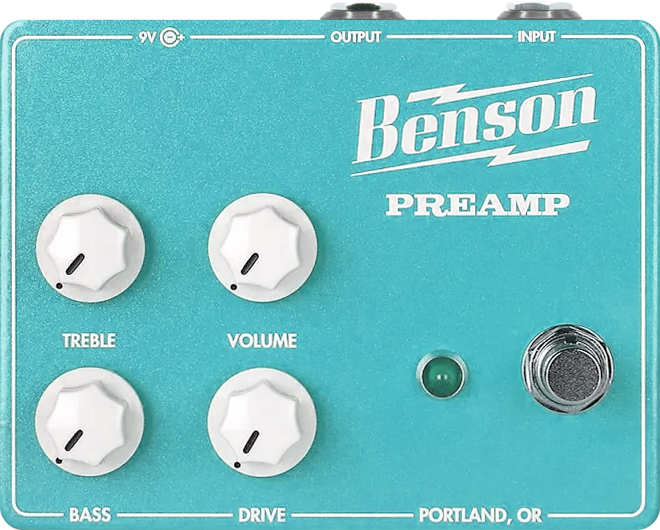 9V
OUTPUT
INPUT
Benson
PREAMP
TREBLE
VOLUME
BASS
DRIVE
PORTLAND, OR